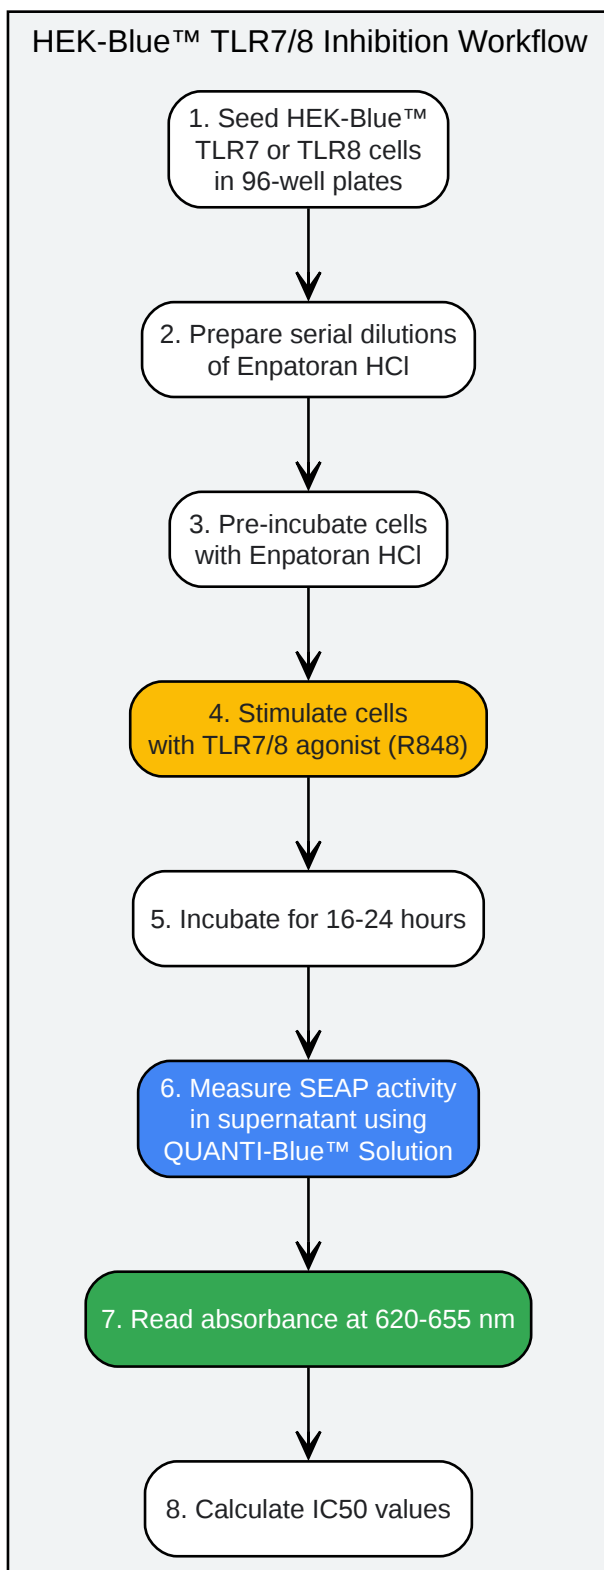 HEK-Blue™ TLR7/8 Inhibition Workflow
1. Seed HEK-Blue™
TLR7 or TLR8 cells
in 96-well plates
2. Prepare serial dilutions
of Enpatoran HCl
3. Pre-incubate cells
with Enpatoran HCl
4. Stimulate cells
with TLR7/8 agonist (R848)
5. Incubate for 16-24 hours
6. Measure SEAP activity
in supernatant using
QUANTI-Blue™ Solution
7. Read absorbance at 620-655 nm
8. Calculate IC50 values